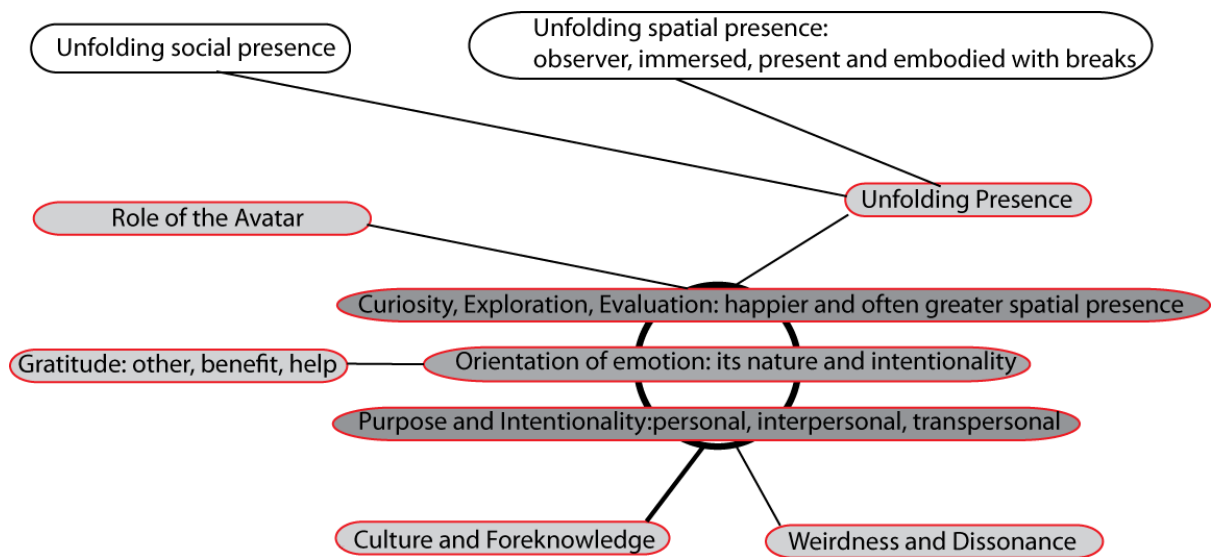 Unfolding social presence
Unfolding spatial presence:
observer, immersed, present and embodied with breaks
Unfolding Presence
Role of the Avatar
Curiosity, Exploration, Evaluation: happier and often greater spatial presence
Orientation of emotion: its nature and intentionality
Gratitude: other, benefit, help
Purpose and Intentionality:personal, interpersonal, transpersonal
Culture and Foreknowledge
Weirdness and Dissonance